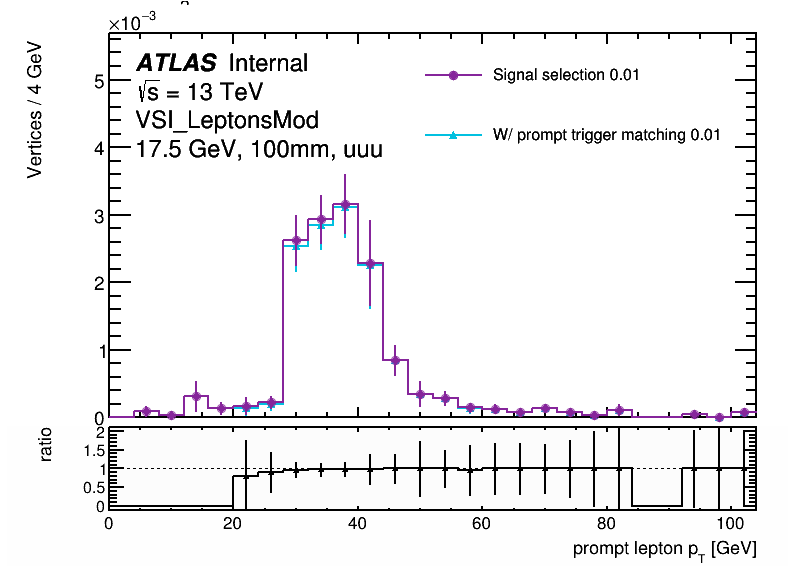 ×10⁻³
Vertices / 4 GeV
ATLAS Internal
√s = 13 TeV
VSI_LeptonsMod
17.5 GeV, 100mm, uuu
Signal selection 0.01
W/ prompt trigger matching 0.01
5
4
3
2
1
0
ratio
2
1.5
1
0.5
0
0 20 40 60 80 100
prompt lepton p_T [GeV]